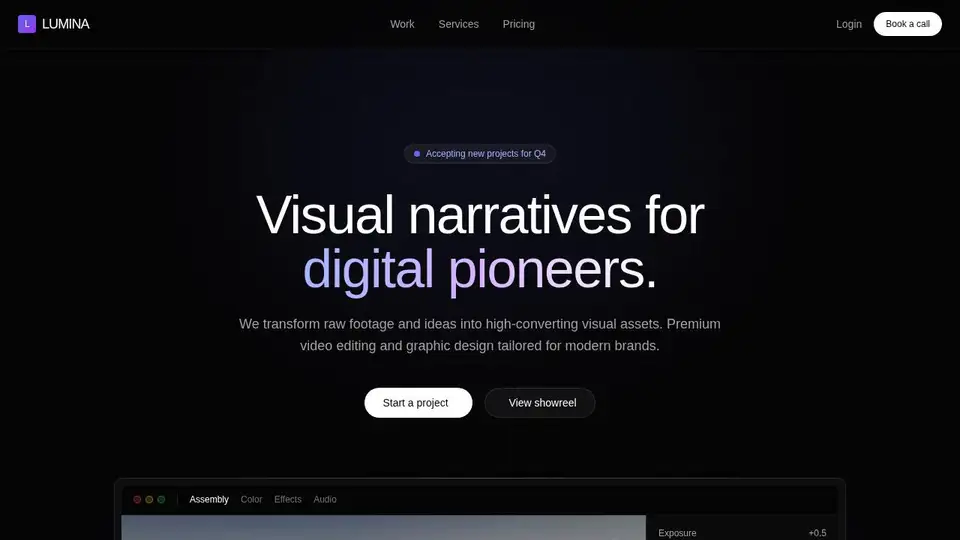 L LUMINA Work Services Pricing Login Book a call
Accepting new projects for Q4
Visual narratives for
digital pioneers.
We transform raw footage and ideas into high-converting visual assets. Premium
video editing and graphic design tailored for modern brands.
Start a project View showreel
Assembly Color Effects Audio
Exposure +0.5